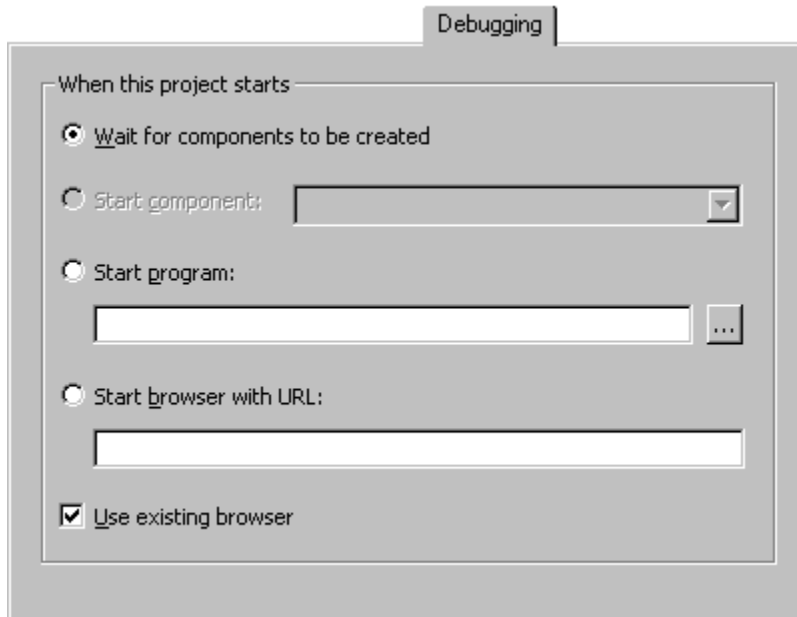 Debugging
When this project starts
Wait for components to be created
Start component:
Start program:
...
Start browser with URL:
Use existing browser